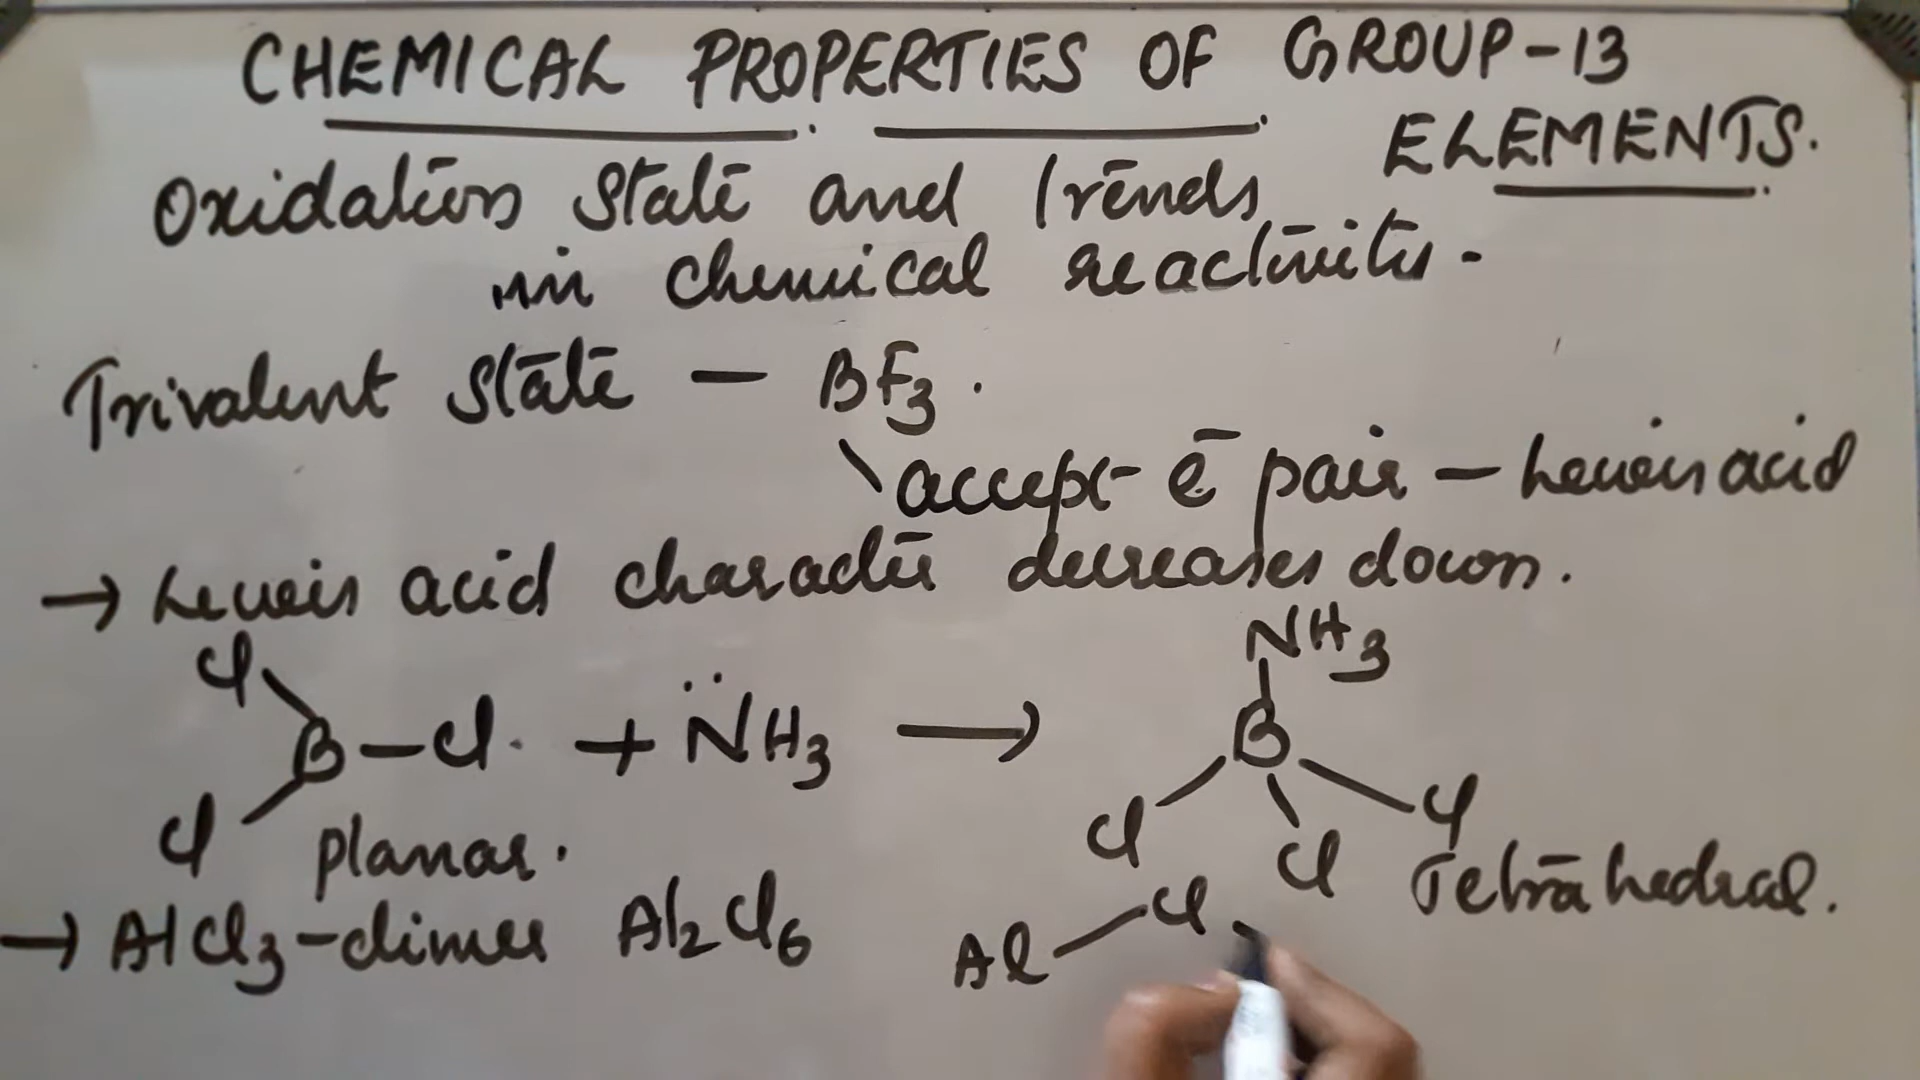 CHEMICAL PROPERTIES OF GROUP-13
ELEMENTS.
Oxidation State and Trends
in chemical reactivity.
Trivalent State — BF3.
accept e̅ pair — Lewis acid
→ Lewis acid character decreases down.
Cl
B—Cl. + N̈H3 →
Cl
planar.
NH3
B
Cl Cl Cl
Tetrahedral.
→ AlCl3-dimer Al2Cl6
Al—Cl